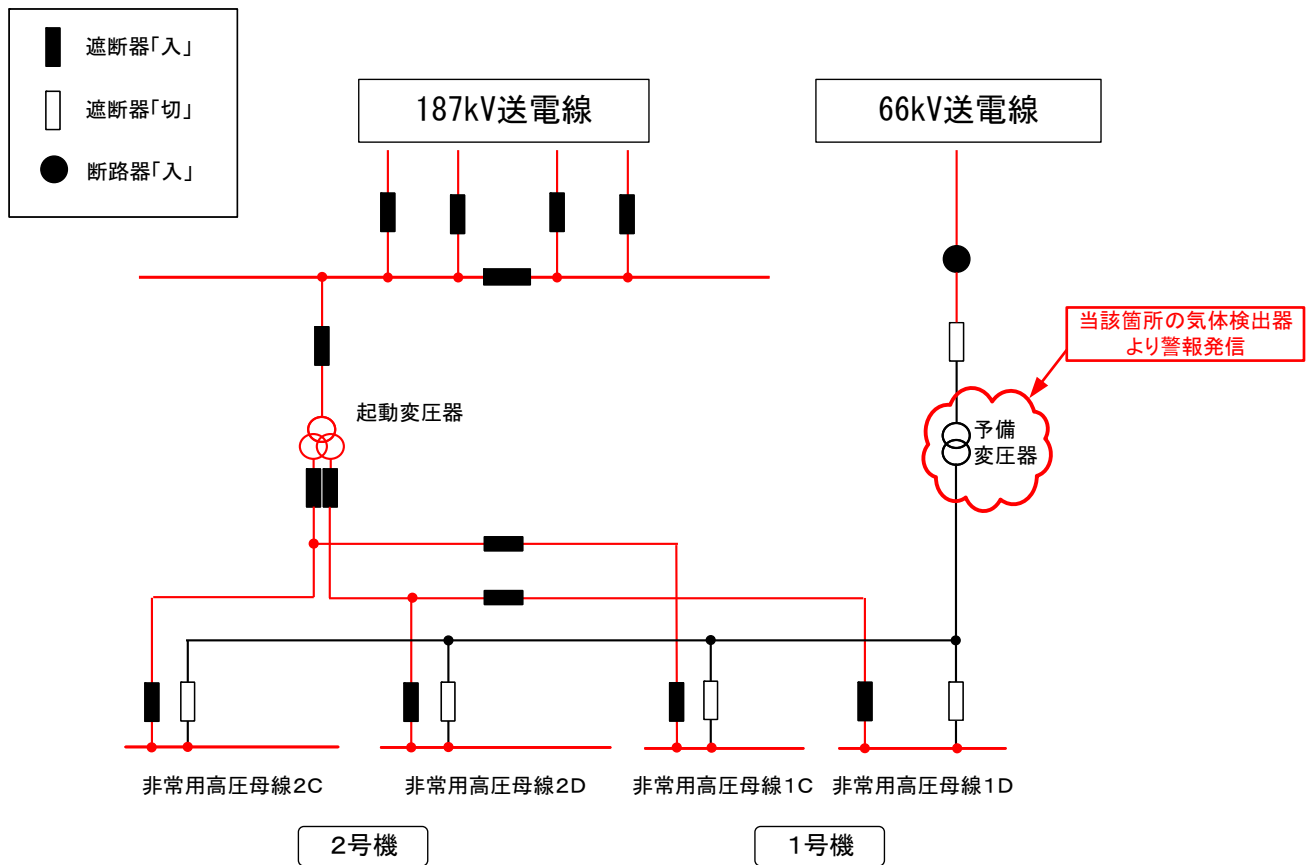 遮断器「入」
遮断器「切」
断路器「入」
187kV送電線
66kV送電線
当該箇所の気体検出器
より警報発信
起動変圧器
予備
変圧器
非常用高圧母線2C
非常用高圧母線2D
非常用高圧母線1C
非常用高圧母線1D
2号機
1号機